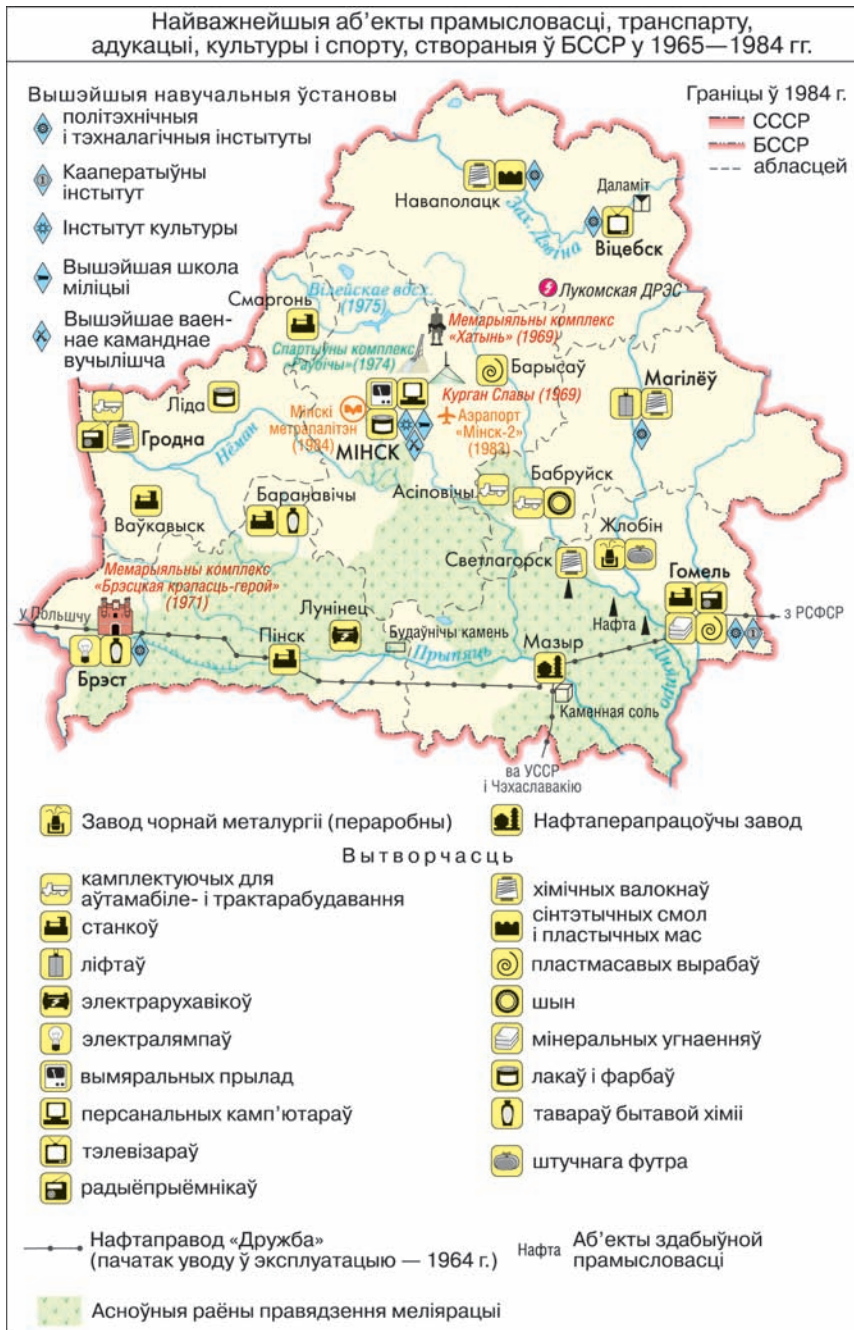 Найважнейшыя аб’екты прамысловасці, транспарту,
адукацыі, культуры і спорту, створаныя ў БССР у 1965—1984 гг.
Вышэйшыя навучальныя ўстановы
політэхнічныя
і тэхналагічныя інстытуты
Кааператыўны
інстытут
Інстытут культуры
Вышэйшая школа
міліцыі
Вышэйшае ваен-
нае каманднае
вучылішча
Граніцы ў 1984 г.
СССР
БССР
абласцей
Наваполацк
Зах. Дзвіна
Даламіт
Віцебск
Смаргонь
Вілейскае вдсх.
(1975)
Лукомская ДРЭС
Мемарыяльны комплекс
«Хатынь» (1969)
Спартыўны комплекс
«Раўбічы» (1974)
Барысаў
Курган Славы (1969)
Магілёў
Ліда
Гродна
Нёман
Мінскі
метрапалітэн
(1984)
МІНСК
Аэрапорт
«Мінск-2»
(1983)
Ваўкавыск
Баранавічы
Асіповічы
Бабруйск
Жлобін
Светлагорск
Гомель
Мемарыяльны комплекс
«Брэсцкая крэпасць-герой»
(1971)
у Польшчу
Лунінец
Будаўнічы камень
Нафта
з РСФСР
Брэст
Пінск
Прыпяць
Мазыр
Дняпро
Каменная соль
ва УССР
і Чэхаславакію
Завод чорнай металургіі (пераробны)
Нафтаперапрацоўчы завод
Вытворчасць
камплектуючых для
аўтамабіле- і трактарабудавання
станкоў
ліфтаў
электрарухавікоў
электралямпаў
вымяральных прылад
персанальных камп’ютараў
тэлевізараў
радыёпрыёмнікаў
хімічных валокнаў
сінтэтычных смол
і пластычных мас
пластмасавых вырабаў
шын
мінеральных угнаенняў
лакаў і фарбаў
тавараў бытавой хіміі
штучнага футра
Нафтаправод «Дружба»
(пачатак уводу ў эксплуатацыю — 1964 г.)
Нафта
Аб’екты здабыўной
прамысловасці
Асноўныя раёны правядзення меліярацыі